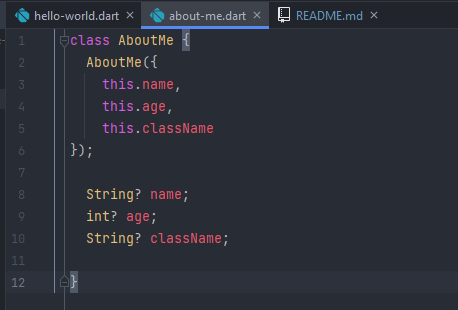 hello-world.dart × about-me.dart × README.md ×
1 class AboutMe {
2 AboutMe({
3 this.name,
4 this.age,
5 this.className
6 });
7
8 String? name;
9 int? age;
10 String? className;
11
12 }